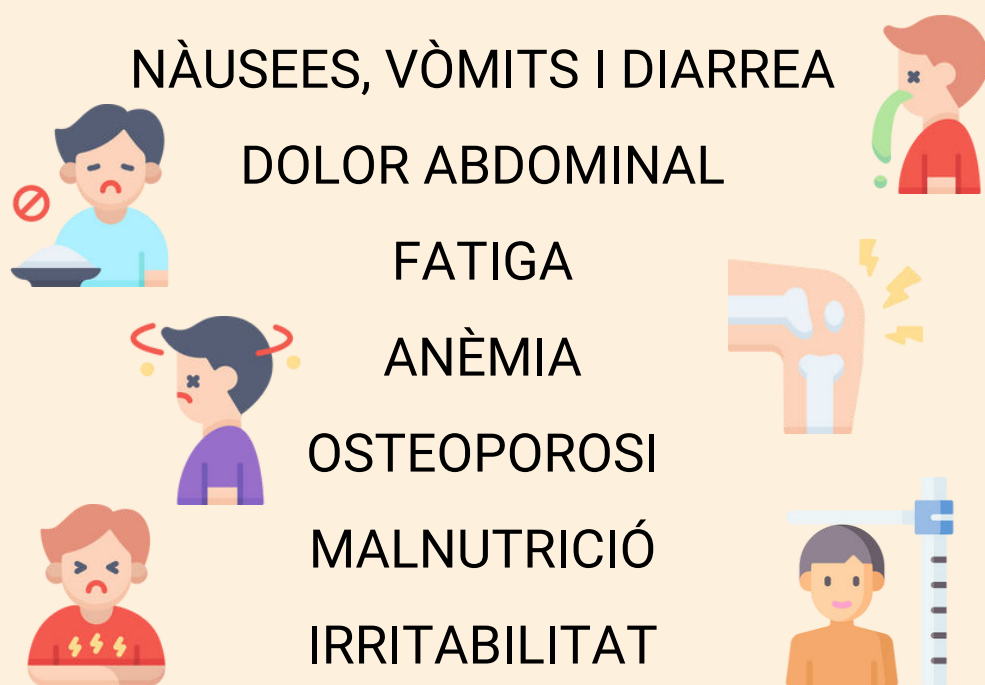 NÀUSEES, VÒMITS I DIARREA
DOLOR ABDOMINAL
FATIGA
ANÈMIA
OSTEOPOROSI
MALNUTRICIÓ
IRRITABILITAT